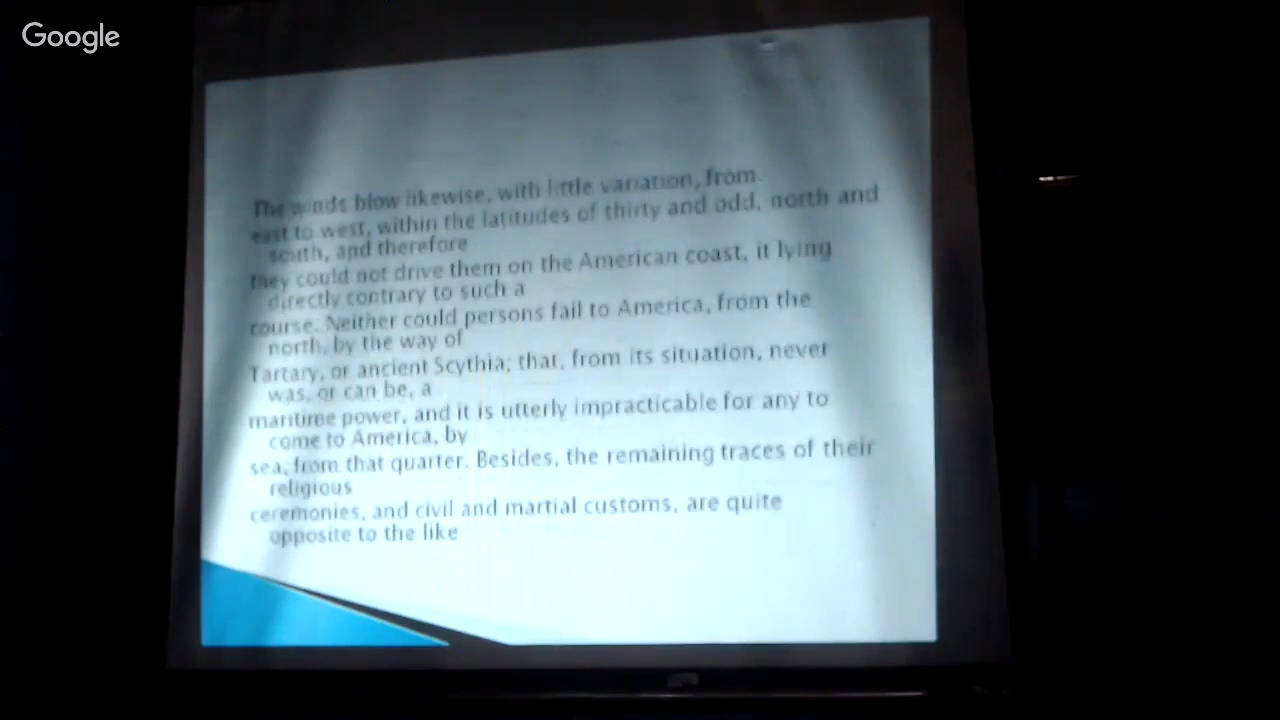 Google
The winds blow likewise, with little variation, from
east to west, within the latitudes of thirty and odd, north and
south, and therefore
they could not drive them on the American coast, it lying
directly contrary to such a
course. Neither could persons fail to America, from the
north, by the way of
Tartary, or ancient Scythia; that, from its situation, never
was, or can be, a
maritime power, and it is utterly impracticable for any to
come to America, by
sea, from that quarter. Besides, the remaining traces of their
religious
ceremonies, and civil and martial customs, are quite
opposite to the like